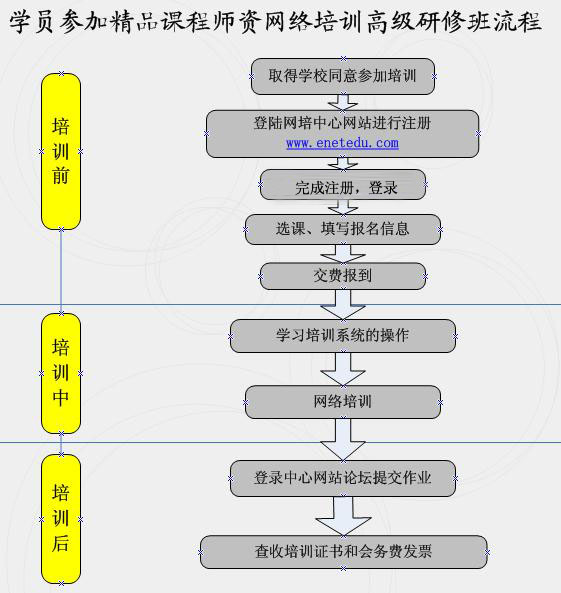 学员参加精品课程师资网络培训高级研修班流程
培训前
取得学校同意参加培训
登陆网培中心网站进行注册
www.enetedu.com
完成注册，登录
选课、填写报名信息
交费报到
培训中
学习培训系统的操作
网络培训
培训后
登录中心网站论坛提交作业
查收培训证书和会务费发票